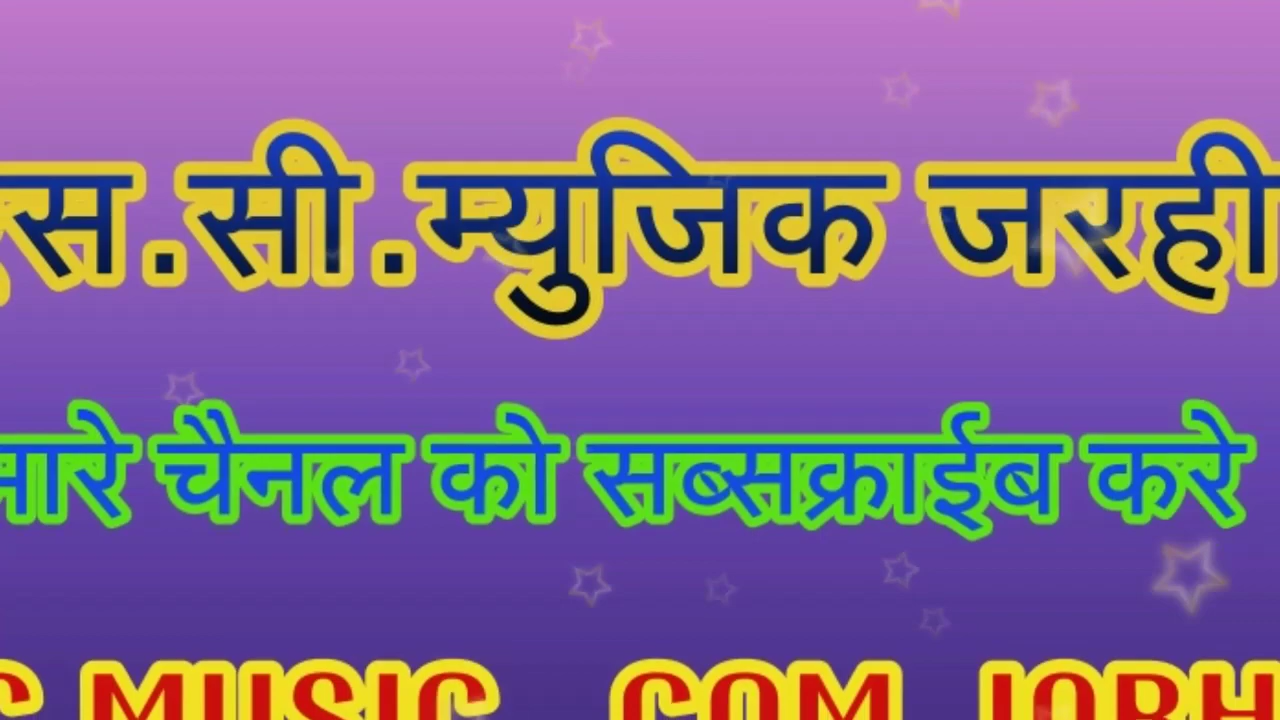 स.सी.म्युजिक जरही
मारे चैनल को सब्सक्राईब करे
MUSIC COM